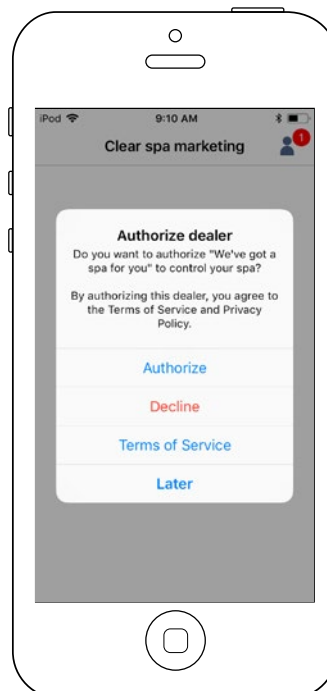 iPod 9:10 AM
Clear spa marketing 1
Authorize dealer
Do you want to authorize "We've got a
spa for you" to control your spa?
By authorizing this dealer, you agree to
the Terms of Service and Privacy
Policy.
Authorize
Decline
Terms of Service
Later